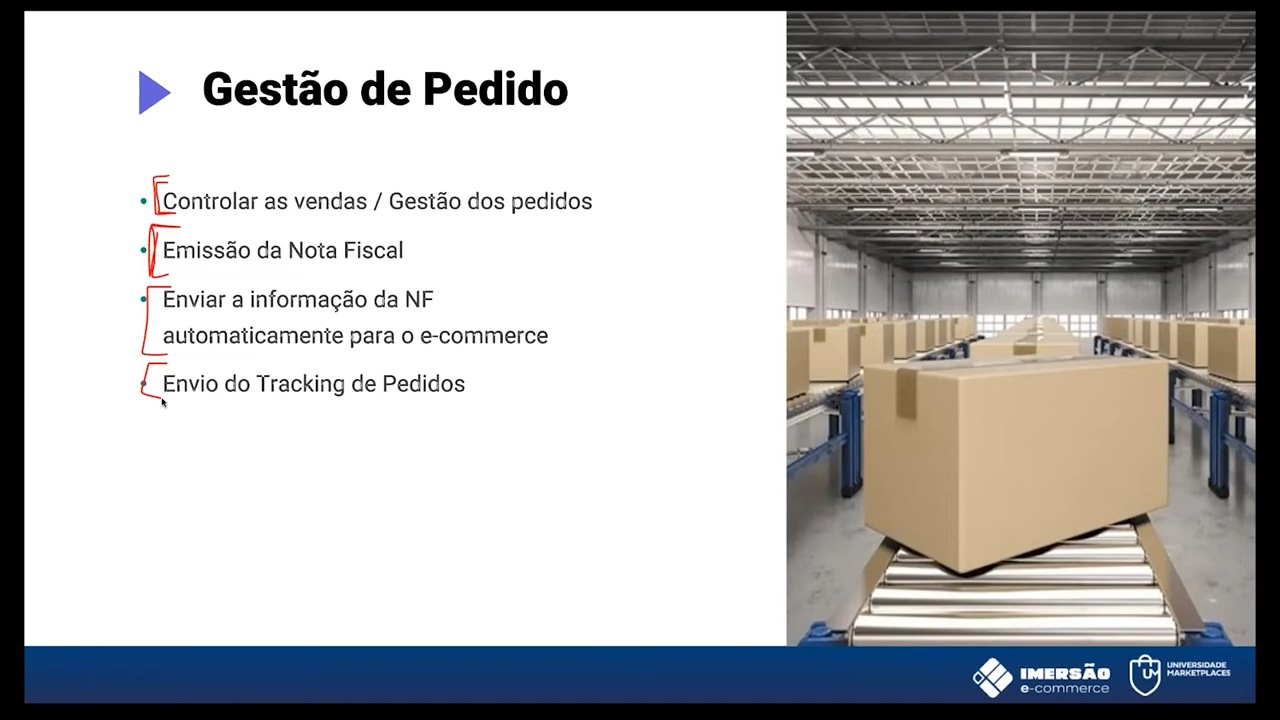 Gestão de Pedido
• Controlar as vendas / Gestão dos pedidos
• Emissão da Nota Fiscal
• Enviar a informação da NF
automaticamente para o e-commerce
• Envio do Tracking de Pedidos
IMERSÃO
e-commerce
UM
UNIVERSIDADE
MARKETPLACES